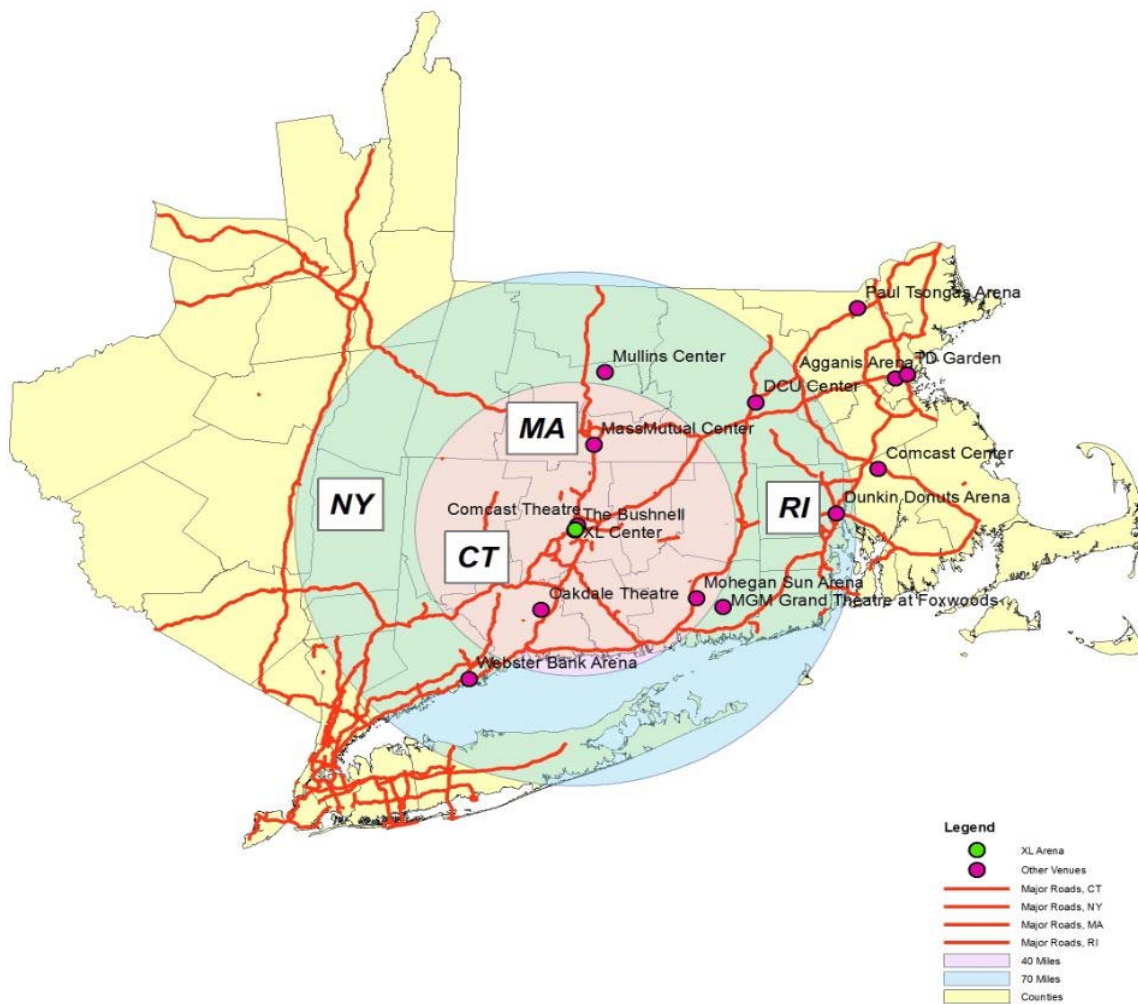 Paul Tsongas Arena
Mullins Center
Agganis Arena
TD Garden
DCU Center
MA
MassMutual Center
Comcast Center
NY
RI
Dunkin Donuts Arena
Comcast Theatre
The Bushnell
XL Center
CT
Mohegan Sun Arena
Oakdale Theatre
MGM Grand Theatre at Foxwoods
Webster Bank Arena
Legend
XL Arena
Other Venues
Major Roads, CT
Major Roads, NY
Major Roads, MA
Major Roads, RI
40 Miles
70 Miles
Counties